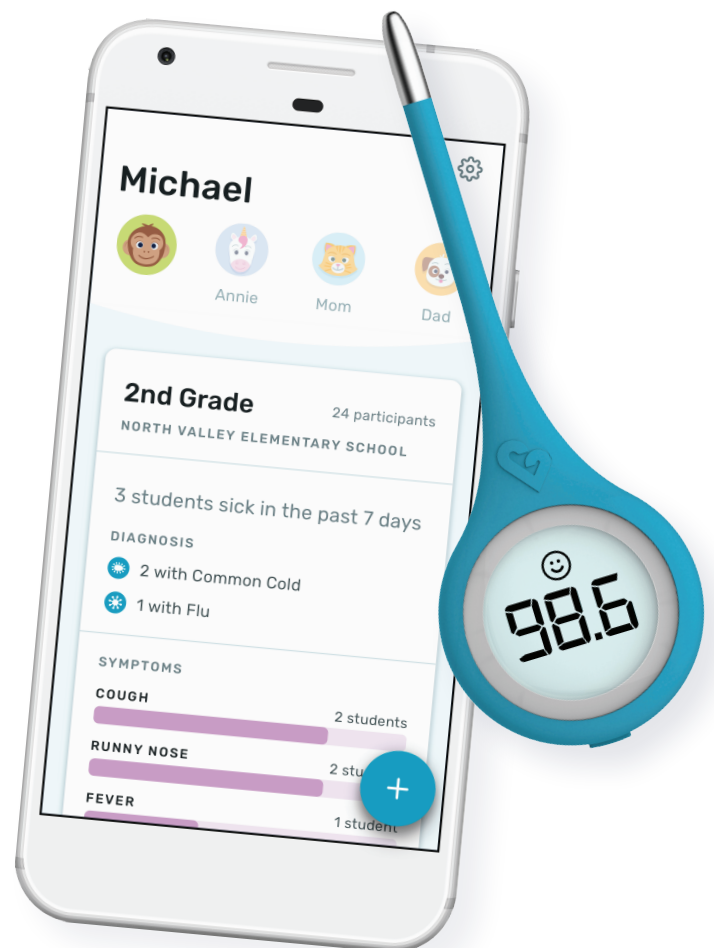 Michael
Annie
Mom
Dad
2nd Grade
24 participants
NORTH VALLEY ELEMENTARY SCHOOL
3 students sick in the past 7 days
DIAGNOSIS
2 with Common Cold
1 with Flu
SYMPTOMS
COUGH
2 students
RUNNY NOSE
2 stu
FEVER
1 student
98.6